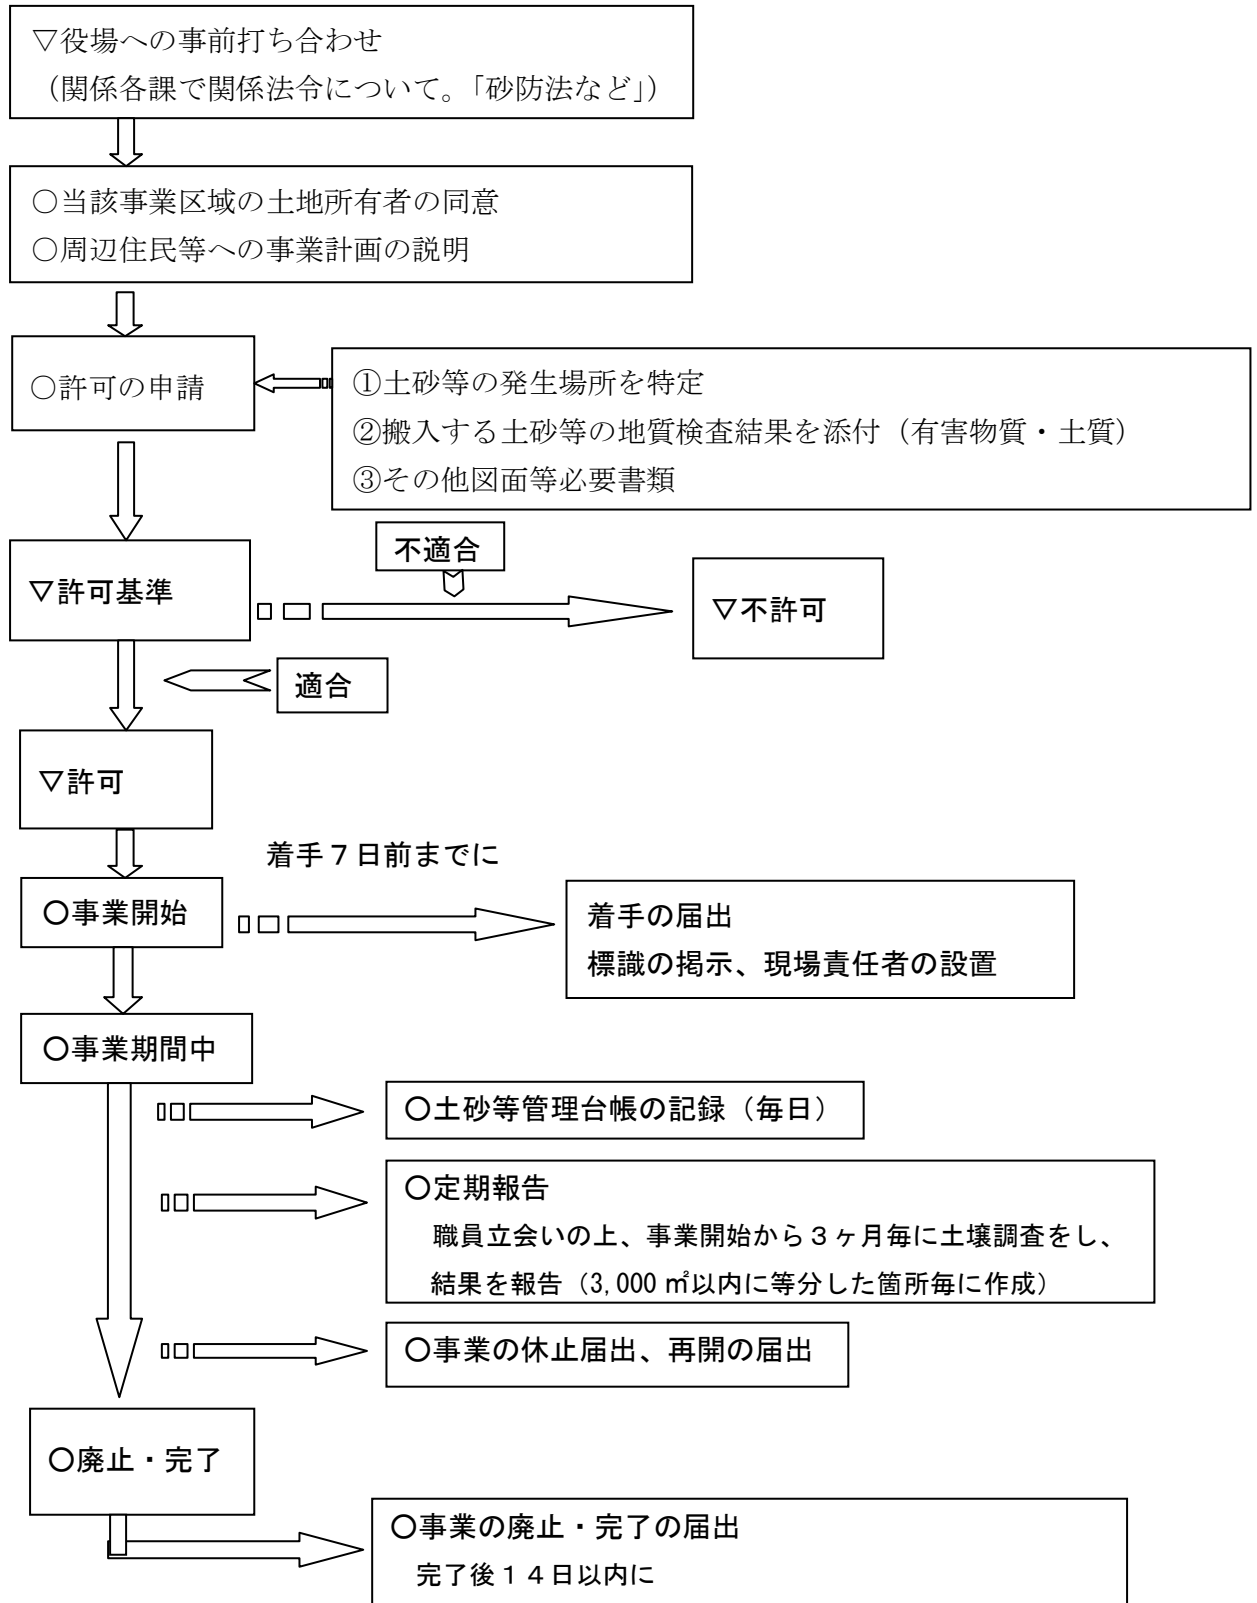 ▽役場への事前打ち合わせ
（関係各課で関係法令について。「砂防法など」）
○当該事業区域の土地所有者の同意
○周辺住民等への事業計画の説明
○許可の申請
①土砂等の発生場所を特定
②搬入する土砂等の地質検査結果を添付（有害物質・土質）
③その他図面等必要書類
不適合
▽許可基準
▽不許可
適合
▽許可
着手７日前までに
○事業開始
着手の届出
標識の掲示、現場責任者の設置
○事業期間中
○土砂等管理台帳の記録（毎日）
○定期報告
職員立会いの上、事業開始から３ヶ月毎に土壌調査をし、
結果を報告（3,000 ㎡以内に等分した箇所毎に作成）
○事業の休止届出、再開の届出
○廃止・完了
○事業の廃止・完了の届出
完了後１４日以内に